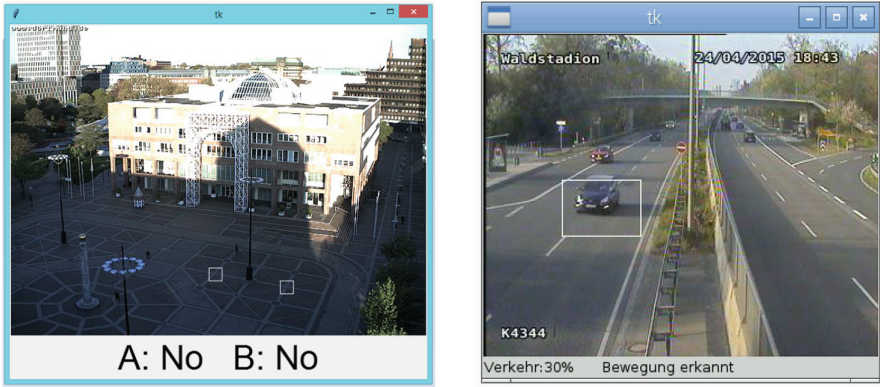 tk
A: No B: No
tk
Waldstadion 24/04/2015 18:43
K4344
Verkehr:30% Bewegung erkannt